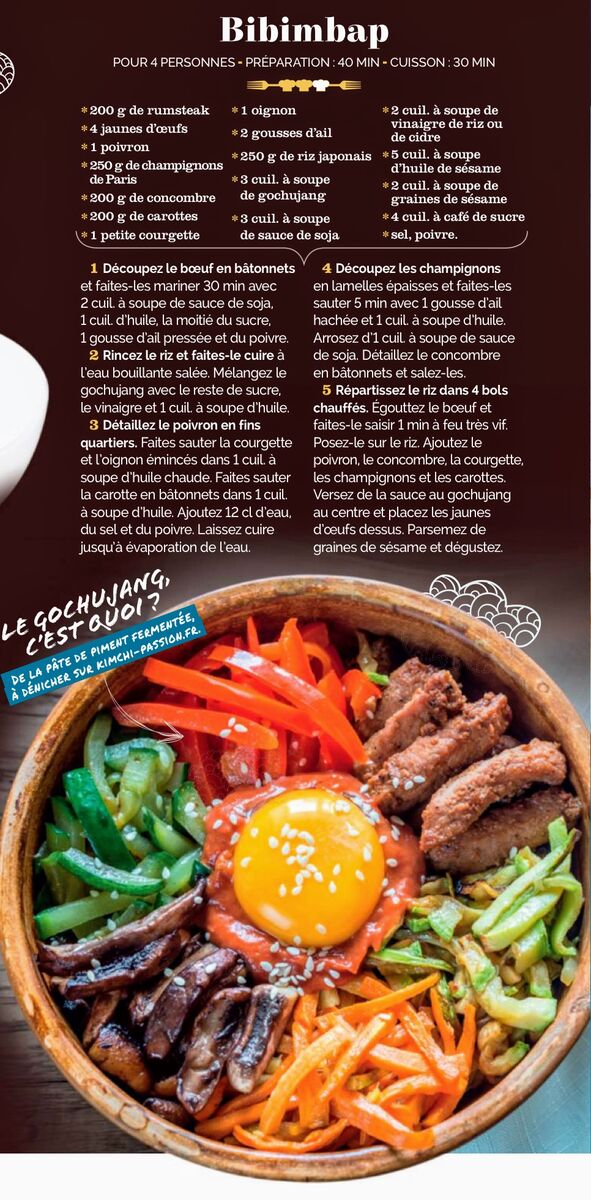 Bibimbap
POUR 4 PERSONNES - PRÉPARATION : 40 MIN - CUISSON : 30 MIN
* 200 g de rumsteak
* 4 jaunes d'œufs
* 1 poivron
* 250 g de champignons
de Paris
* 200 g de concombre
* 200 g de carottes
* 1 petite courgette
* 1 oignon
* 2 gousses d'ail
* 250 g de riz japonais
* 3 cuil. à soupe
de gochujang
* 3 cuil. à soupe
de sauce de soja
* 2 cuil. à soupe de
vinaigre de riz ou
de cidre
* 5 cuil. à soupe
d'huile de sésame
* 2 cuil. à soupe de
graines de sésame
* 4 cuil. à café de sucre
* sel, poivre.
1 Découpez le bœuf en bâtonnets
et faites-les mariner 30 min avec
2 cuil. à soupe de sauce de soja,
1 cuil. d'huile, la moitié du sucre,
1 gousse d'ail pressée et du poivre.
2 Rincez le riz et faites-le cuire à
l'eau bouillante salée. Mélangez le
gochujang avec le reste de sucre,
le vinaigre et 1 cuil. à soupe d'huile.
3 Détaillez le poivron en fins
quartiers. Faites sauter la courgette
et l'oignon émincés dans 1 cuil. à
soupe d'huile chaude. Faites sauter
la carotte en bâtonnets dans 1 cuil.
à soupe d'huile. Ajoutez 12 cl d'eau,
du sel et du poivre. Laissez cuire
jusqu'à évaporation de l'eau.
4 Découpez les champignons
en lamelles épaisses et faites-les
sauter 5 min avec 1 gousse d'ail
hachée et 1 cuil. à soupe d'huile.
Arrosez d'1 cuil. à soupe de sauce
de soja. Détaillez le concombre
en bâtonnets et salez-les.
5 Répartissez le riz dans 4 bols
chauffés. Égouttez le bœuf et
faites-le saisir 1 min à feu très vif.
Posez-le sur le riz. Ajoutez le
poivron, le concombre, la courgette,
les champignons et les carottes.
Versez de la sauce au gochujang
au centre et placez les jaunes
d'œufs dessus. Parsemez de
graines de sésame et dégustez.
LE GOCHUJANG,
C'EST QUOI ?
DE LA PÂTE DE PIMENT FERMENTÉE,
À DÉNICHER SUR KIMCHI-PASSION.FR.